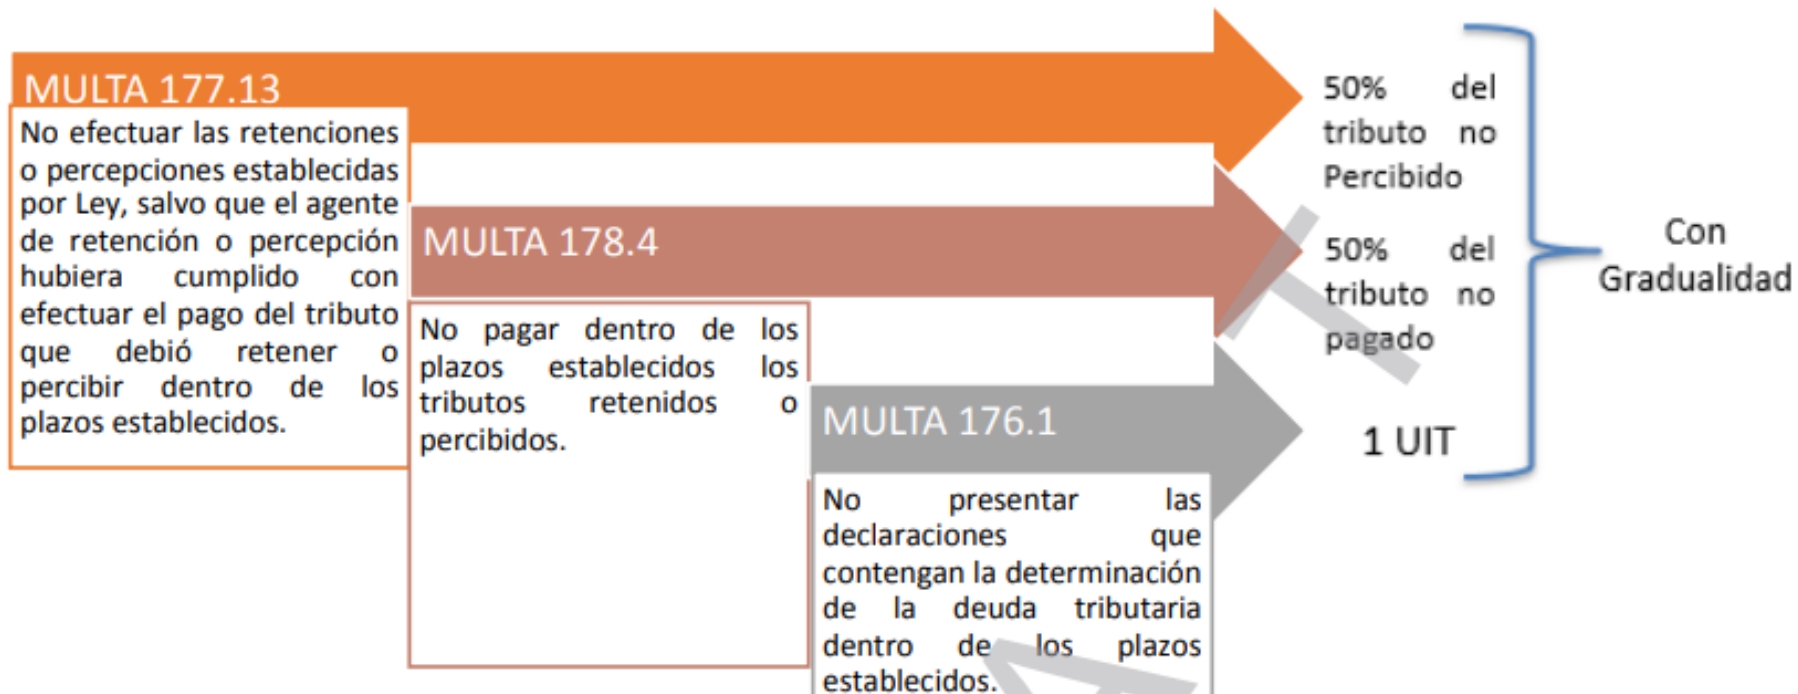 MULTA 177.13
No efectuar las retenciones
o percepciones establecidas
por Ley, salvo que el agente
de retención o percepción
hubiera cumplido con
efectuar el pago del tributo
que debió retener o
percibir dentro de los
plazos establecidos.
50% del
tributo no
Percibido
MULTA 178.4
No pagar dentro de los
plazos establecidos los
tributos retenidos o
percibidos.
50% del
tributo no
pagado
MULTA 176.1
No presentar las
declaraciones que
contengan la determinación
de la deuda tributaria
dentro de los plazos
establecidos.
1 UIT
Con
Gradualidad